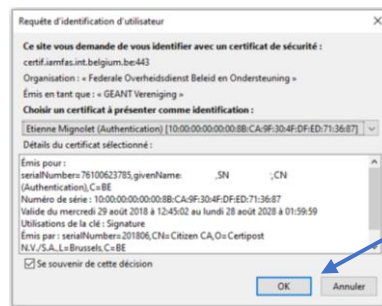 Requête d'identification d'utilisateur
Ce site vous demande de vous identifier avec un certificat de sécurité :
certif.iamfas.int.belgium.be:443
Organisation : « Federale Overheidsdienst Beleid en Ondersteuning »
Émis en tant que : « GEANT Vereniging »
Choisir un certificat à présenter comme identification :
Etienne Mignolet (Authentication) [10:00:00:00:00:00:8B:CA:9F:30:4F:DF:ED:71:36:87]
Détails du certificat sélectionné :
Émis pour :
serialNumber=76100623785,givenName: ,SN :,CN
(Authentication),C=BE
Numéro de série : 10:00:00:00:00:00:8B:CA:9F:30:4F:DF:ED:71:36:87
Valide du mercredi 29 août 2018 à 12:45:02 au lundi 28 août 2028 à 01:59:59
Utilisations de la clé : Signature
Émis par : serialNumber=201806,CN=Citizen CA,O=Certipost
N.V./S.A.,L=Brussels,C=BE
Se souvenir de cette décision
OK Annuler